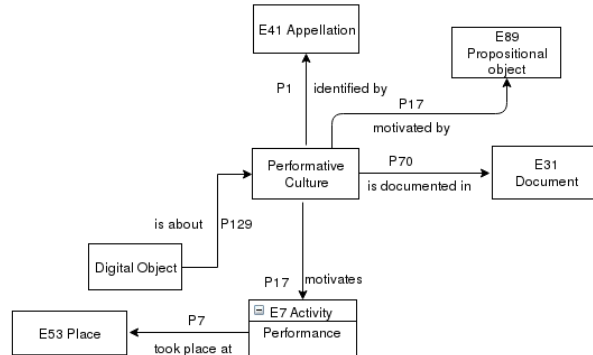 E41 Appellation
E89
Propositional
object
P1 identified by
P17
motivated by
Performative
Culture
P70
is documented in
E31
Document
is about P129
Digital Object
P17 motivates
E7 Activity
Performance
P7
took place at
E53 Place